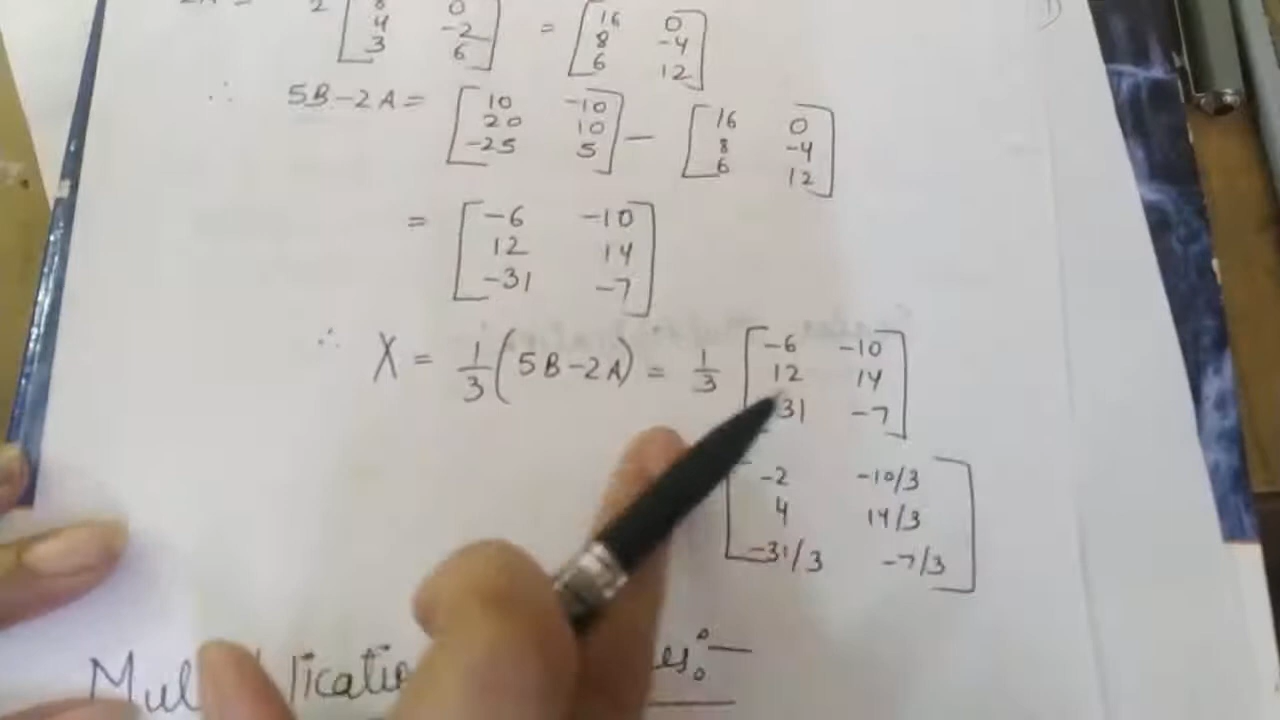 2 [8 0
4 -2
3 6] = [16 0
8 -4
6 12]
∴ 5B-2A = [10 -10
20 10
-25 5] - [16 0
8 -4
6 12]
= [-6 -10
12 14
-31 -7]
∴ X = 1/3 (5B-2A) = 1/3 [-6 -10
12 14
31 -7]
[-2 -10/3
4 14/3
-31/3 -7/3]